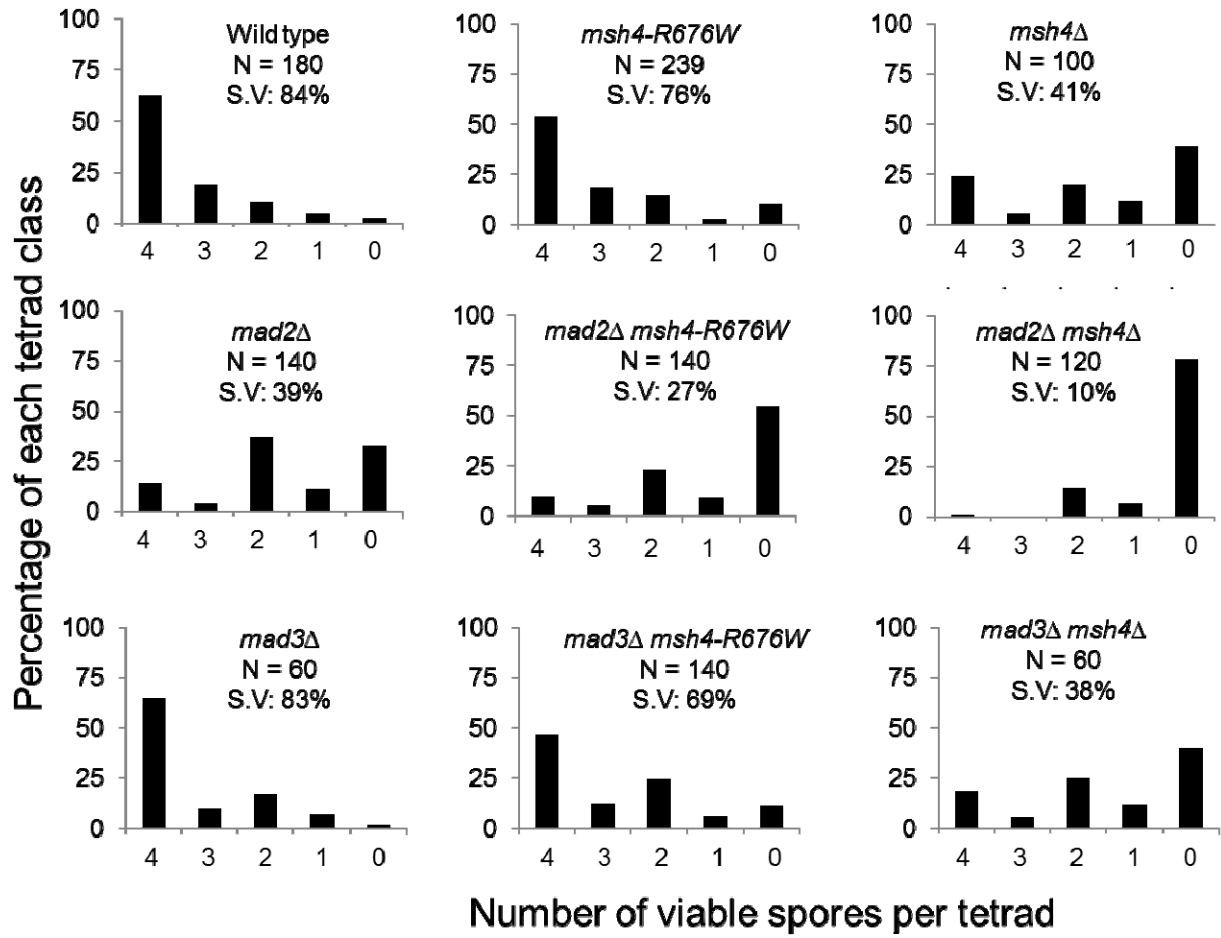 Percentage of each tetrad class
100
75
50
25
0
Wild type
N = 180
S.V: 84%
4 3 2 1 0
100
75
50
25
0
msh4-R676W
N = 239
S.V: 76%
4 3 2 1 0
100
75
50
25
0
msh4Δ
N = 100
S.V: 41%
4 3 2 1 0
100
75
50
25
0
mad2Δ
N = 140
S.V: 39%
4 3 2 1 0
100
75
50
25
0
mad2Δ msh4-R676W
N = 140
S.V: 27%
4 3 2 1 0
100
75
50
25
0
mad2Δ msh4Δ
N = 120
S.V: 10%
4 3 2 1 0
100
75
50
25
0
mad3Δ
N = 60
S.V: 83%
4 3 2 1 0
100
75
50
25
0
mad3Δ msh4-R676W
N = 140
S.V: 69%
4 3 2 1 0
100
75
50
25
0
mad3Δ msh4Δ
N = 60
S.V: 38%
4 3 2 1 0
Number of viable spores per tetrad